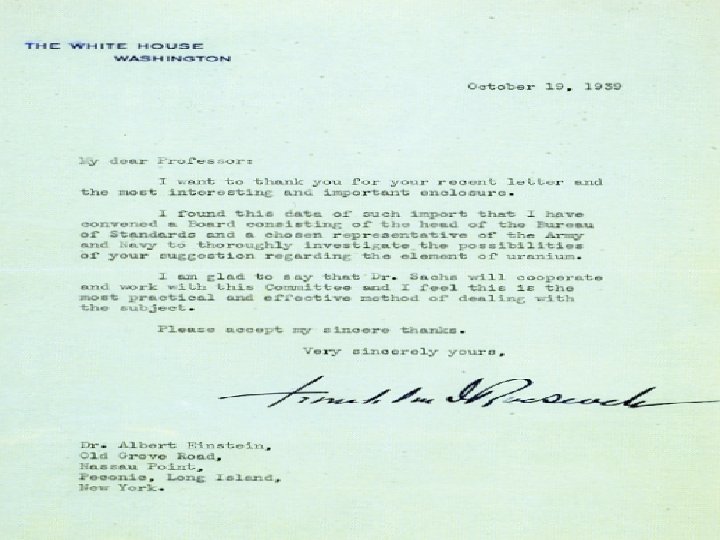 THE WHITE HOUSE
WASHINGTON
October 19, 1939
My dear Professor:
I want to thank you for your recent letter and
the most interesting and important enclosure.
I found this data of such import that I have
convened a Board consisting of the head of the Bureau
of Standards and a chosen representative of the Army
and Navy to thoroughly investigate the possibilities
of your suggestion regarding the element of uranium.
I am glad to say that Dr. Sachs will cooperate
and work with this Committee and I feel this is the
most practical and effective method of dealing with
the subject.
Please accept my sincere thanks.
Very sincerely yours,
Franklin D Roosevelt
Dr. Albert Einstein,
Old Grove Road,
Nassau Point,
Peconic, Long Island,
New York.